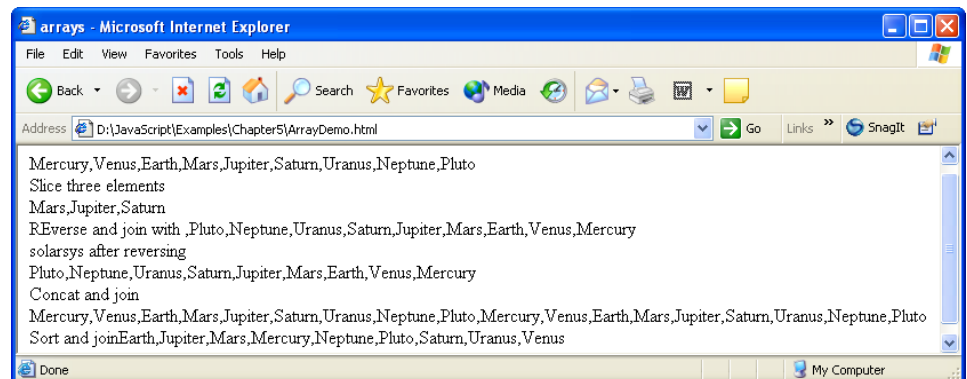 arrays - Microsoft Internet Explorer
File Edit View Favorites Tools Help
Back Search Favorites Media
Address D:\JavaScript\Examples\Chapter5\ArrayDemo.html Go Links » SnagIt
Mercury,Venus,Earth,Mars,Jupiter,Saturn,Uranus,Neptune,Pluto
Slice three elements
Mars,Jupiter,Saturn
REverse and join with ,Pluto,Neptune,Uranus,Saturn,Jupiter,Mars,Earth,Venus,Mercury
solarsys after reversing
Pluto,Neptune,Uranus,Saturn,Jupiter,Mars,Earth,Venus,Mercury
Concat and join
Mercury,Venus,Earth,Mars,Jupiter,Saturn,Uranus,Neptune,Pluto,Mercury,Venus,Earth,Mars,Jupiter,Saturn,Uranus,Neptune,Pluto
Sort and joinEarth,Jupiter,Mars,Mercury,Neptune,Pluto,Saturn,Uranus,Venus
Done My Computer